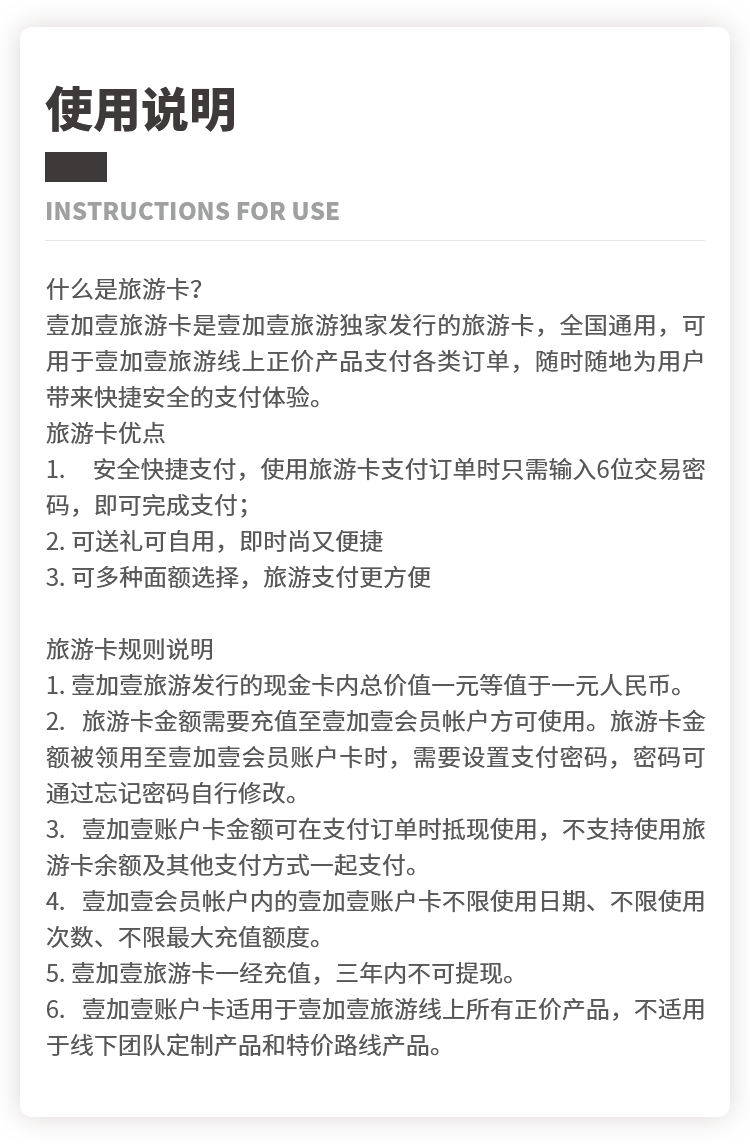 使用说明
INSTRUCTIONS FOR USE
什么是旅游卡？
壹加壹旅游卡是壹加壹旅游独家发行的旅游卡，全国通用，可
用于壹加壹旅游线上正价产品支付各类订单，随时随地为用户
带来快捷安全的支付体验。
旅游卡优点
1. 安全快捷支付，使用旅游卡支付订单时只需输入6位交易密
码，即可完成支付；
2. 可送礼可自用，即时尚又便捷
3. 可多种面额选择，旅游支付更方便
旅游卡规则说明
1. 壹加壹旅游发行的现金卡内总价值一元等值于一元人民币。
2. 旅游卡金额需要充值至壹加壹会员帐户方可使用。旅游卡金
额被领用至壹加壹会员账户卡时，需要设置支付密码，密码可
通过忘记密码自行修改。
3. 壹加壹账户卡金额可在支付订单时抵现使用，不支持使用旅
游卡余额及其他支付方式一起支付。
4. 壹加壹会员帐户内的壹加壹账户卡不限使用日期、不限使用
次数、不限最大充值额度。
5. 壹加壹旅游卡一经充值，三年内不可提现。
6. 壹加壹账户卡适用于壹加壹旅游线上所有正价产品，不适用
于线下团队定制产品和特价路线产品。